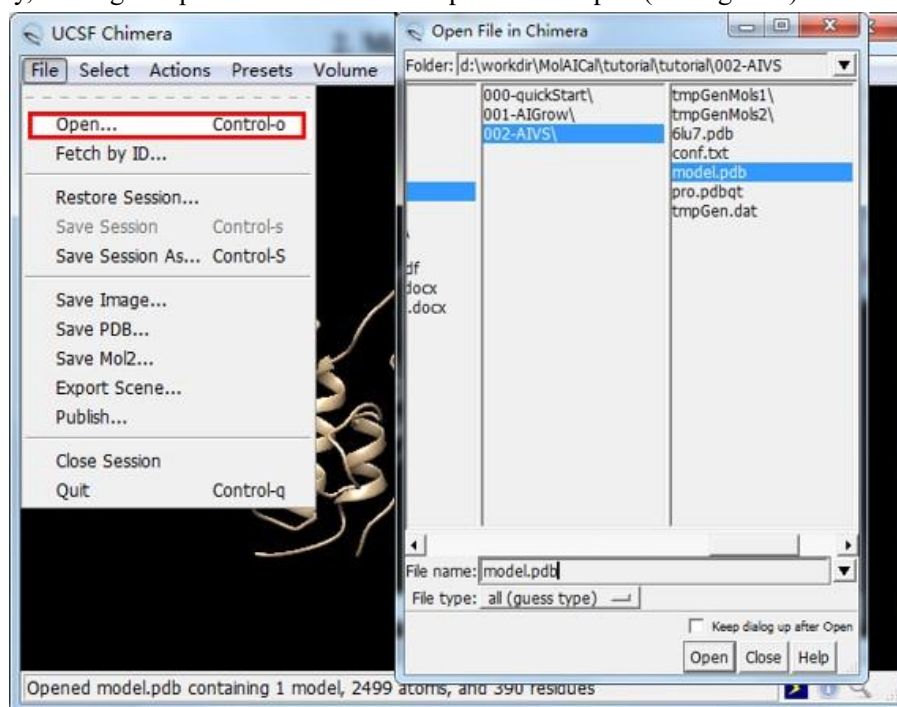 UCSF Chimera
File Select Actions Presets Volume
Open... Control-o
Fetch by ID...
Restore Session...
Save Session Control-s
Save Session As... Control-S
Save Image...
Save PDB...
Save Mol2...
Export Scene...
Publish...
Close Session
Quit Control-q
Open File in Chimera
Folder: d:\workdir\MolAICal\tutorial\tutorial\002-AIVS
000-quickStart\
001-AIGrow\
002-AIVS\
df
docx
.docx
tmpGenMols1\
tmpGenMols2\
6lu7.pdb
conf.txt
model.pdb
pro.pdbqt
tmpGen.dat
File name: model.pdb
File type: all (guess type)
Keep dialog up after Open
Open Close Help
Opened model.pdb containing 1 model, 2499 atoms, and 390 residues